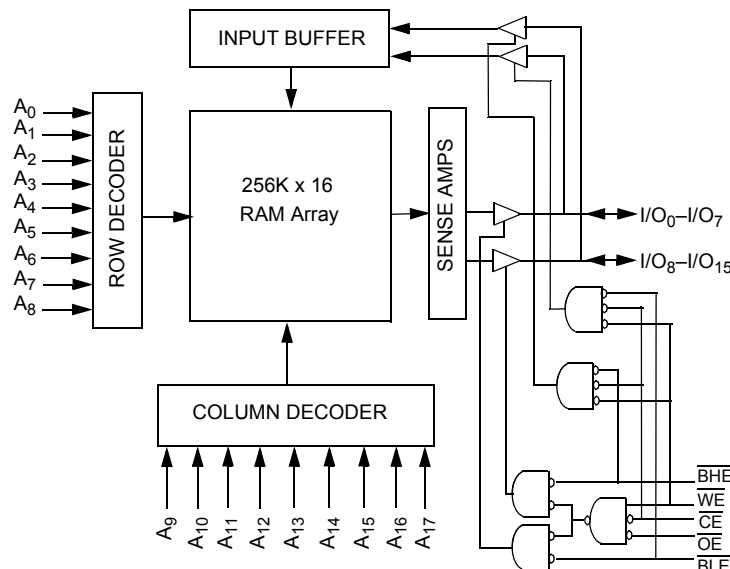 INPUT BUFFER
A0
A1
A2
A3
A4
A5
A6
A7
A8
ROW DECODER
256K x 16
RAM Array
SENSE AMPS
I/O0–I/O7
I/O8–I/O15
COLUMN DECODER
A9
A10
A11
A12
A13
A14
A15
A16
A17
BHE
WE
CE
OE
BLE